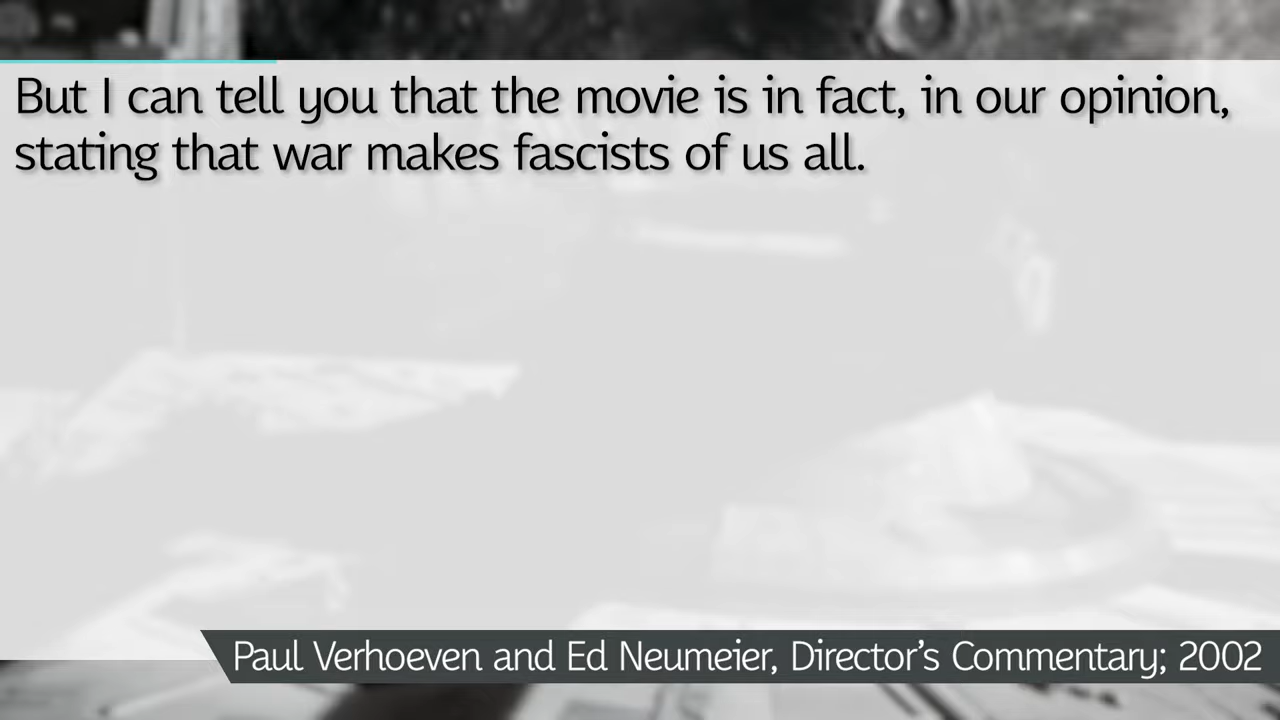 But I can tell you that the movie is in fact, in our opinion,
stating that war makes fascists of us all.
Paul Verhoeven and Ed Neumeier, Director’s Commentary; 2002